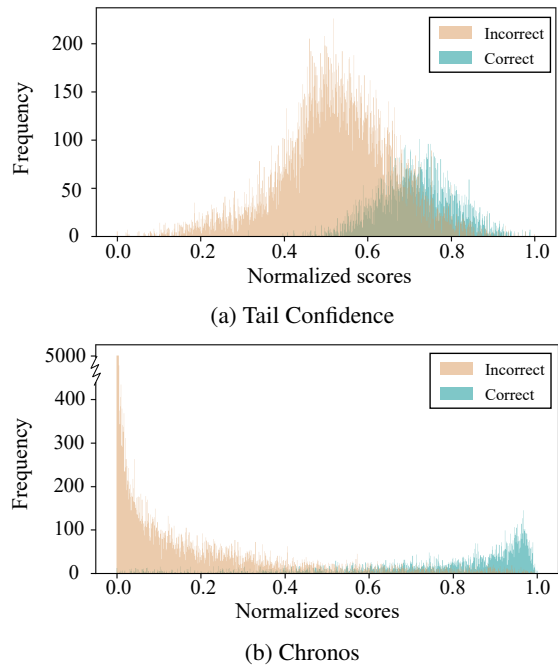 200
150
100
50
0
Frequency
Incorrect
Correct
0.0 0.2 0.4 0.6 0.8 1.0
Normalized scores
(a) Tail Confidence
5000
400
300
200
100
0
Frequency
Incorrect
Correct
0.0 0.2 0.4 0.6 0.8 1.0
Normalized scores
(b) Chronos